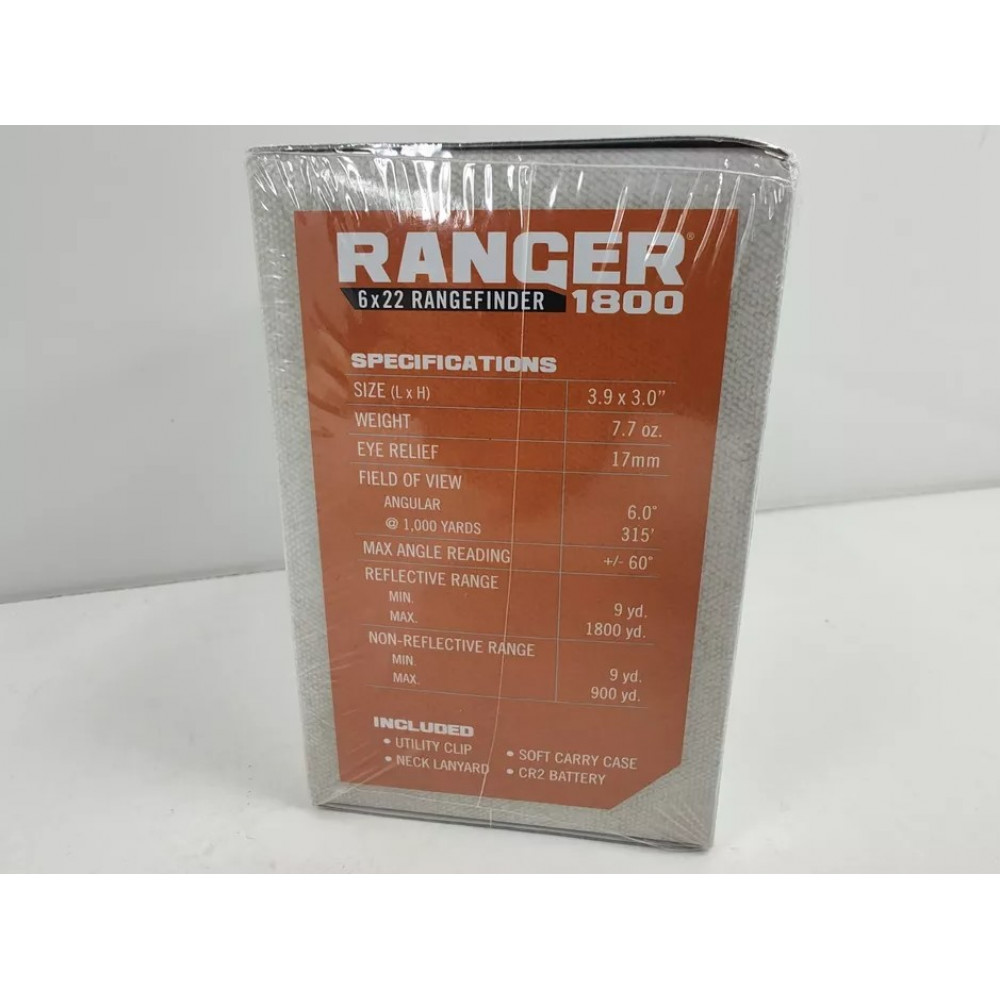 RANGER®
6x22 RANGEFINDER 1800
SPECIFICATIONS
SIZE (L x H) 3.9 x 3.0"
WEIGHT 7.7 oz.
EYE RELIEF 17mm
FIELD OF VIEW
ANGULAR 6.0°
@ 1,000 YARDS 315'
MAX ANGLE READING +/- 60°
REFLECTIVE RANGE
MIN. 9 yd.
MAX. 1800 yd.
NON-REFLECTIVE RANGE
MIN. 9 yd.
MAX. 900 yd.
INCLUDED
• UTILITY CLIP
• NECK LANYARD
• SOFT CARRY CASE
• CR2 BATTERY